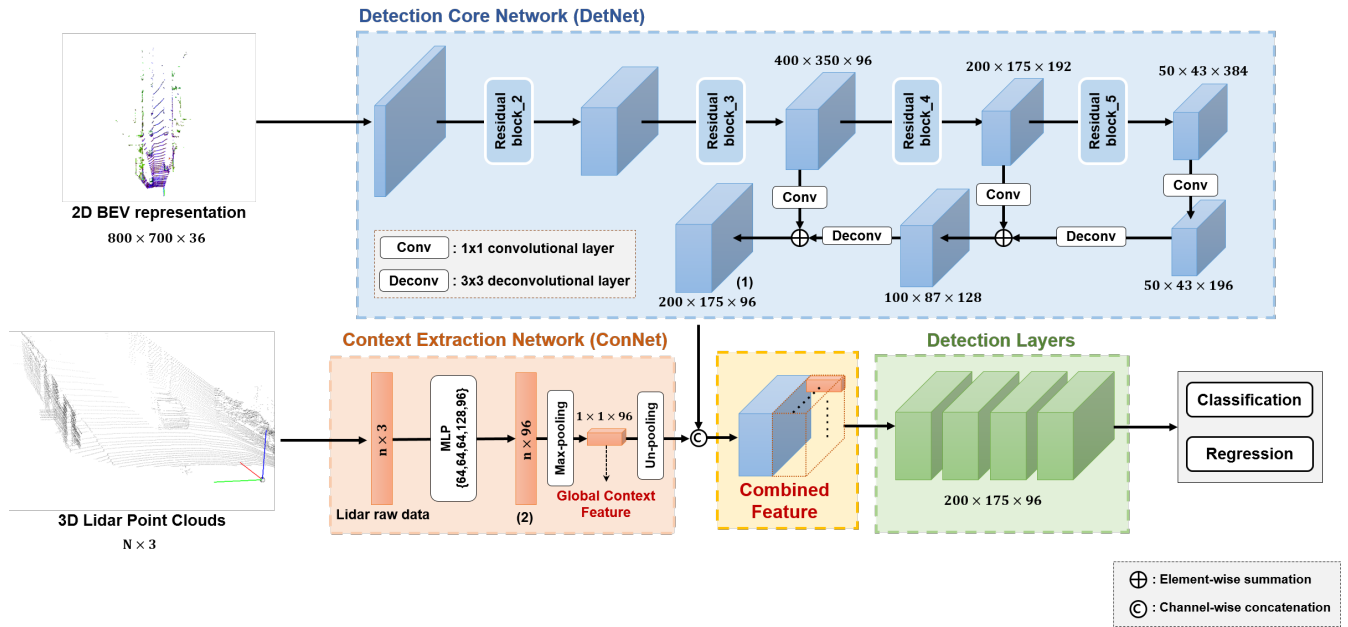 Detection Core Network (DetNet)
400 × 350 × 96
200 × 175 × 192
50 × 43 × 384
Residual
block_2
Residual
block_3
Residual
block_4
Residual
block_5
2D BEV representation
800 × 700 × 36
Conv
Conv
Conv
Deconv
Deconv
Conv : 1x1 convolutional layer
Deconv : 3x3 deconvolutional layer
(1)
200 × 175 × 96
100 × 87 × 128
50 × 43 × 196
Context Extraction Network (ConNet)
Detection Layers
n × 3
MLP
{64,64,64,128,96}
n × 96
Max-pooling
1 × 1 × 96
Un-pooling
C
Global Context
Feature
Lidar raw data
(2)
Combined
Feature
200 × 175 × 96
Classification
Regression
3D Lidar Point Clouds
N × 3
: Element-wise summation
C : Channel-wise concatenation